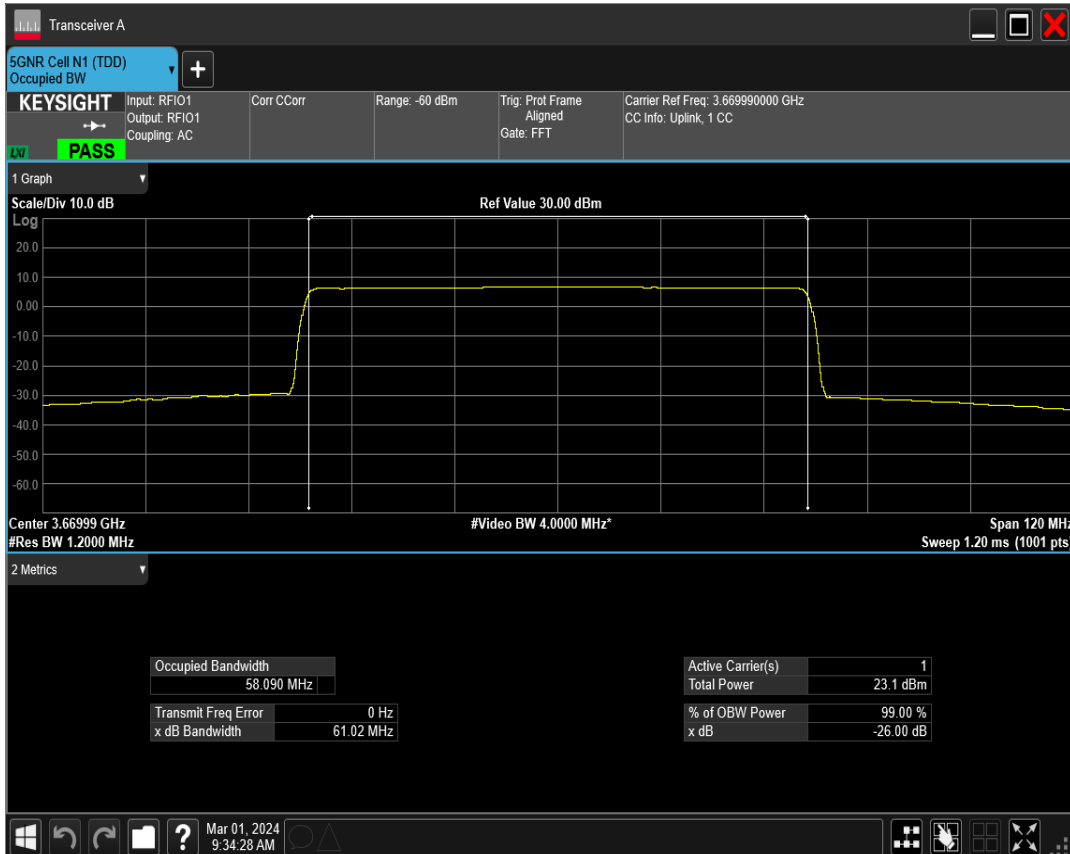 Transceiver A
5GNR Cell N1 (TDD)
Occupied BW
+
KEYSIGHT
LXI
PASS
Input: RFIO1
Output: RFIO1
Coupling: AC
Corr CCorr
Range: -60 dBm
Trig: Prot Frame
Aligned
Gate: FFT
Carrier Ref Freq: 3.669990000 GHz
CC Info: Uplink, 1 CC
1 Graph
Scale/Div 10.0 dB
Ref Value 30.00 dBm
Log
20.0
10.0
0.00
-10.0
-20.0
-30.0
-40.0
-50.0
-60.0
Center 3.66999 GHz
#Video BW 4.0000 MHz*
Span 120 MHz
#Res BW 1.2000 MHz
Sweep 1.20 ms (1001 pts)
2 Metrics
Occupied Bandwidth
58.090 MHz
Transmit Freq Error 0 Hz
x dB Bandwidth 61.02 MHz
Active Carrier(s) 1
Total Power 23.1 dBm
% of OBW Power 99.00 %
x dB -26.00 dB
?
Mar 01, 2024
9:34:28 AM